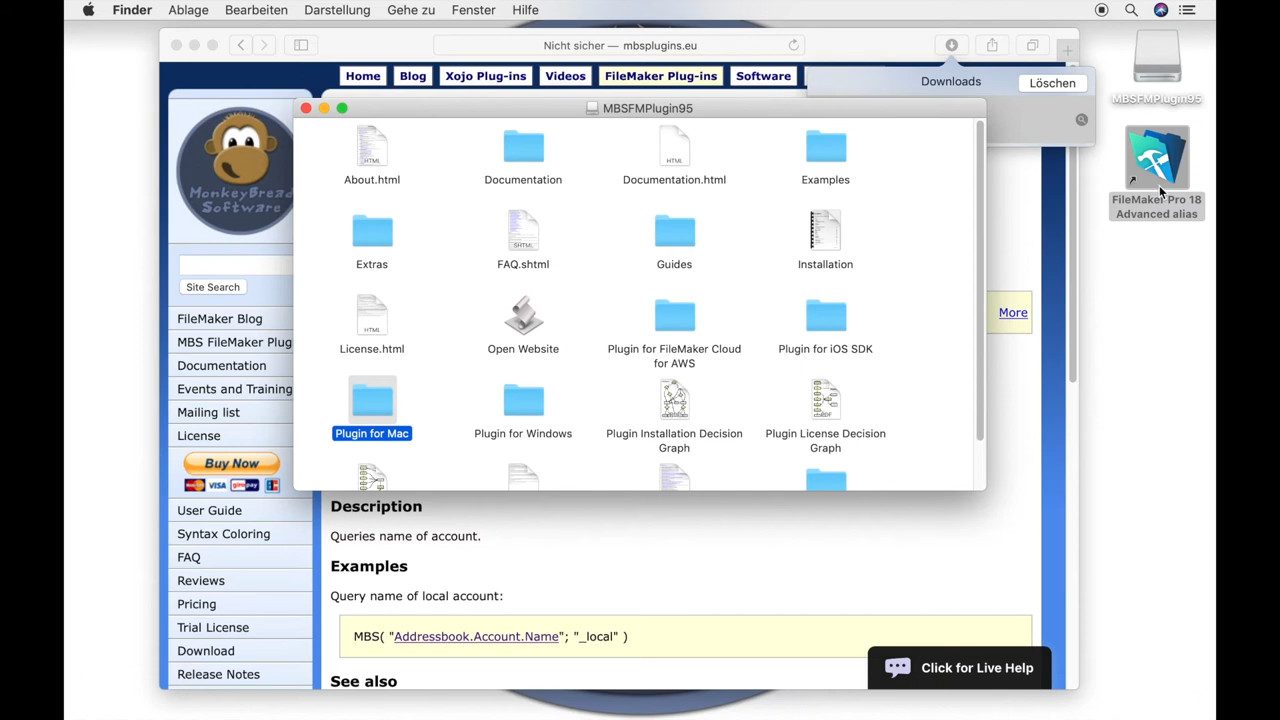 Finder Ablage Bearbeiten Darstellung Gehe zu Fenster Hilfe
Nicht sicher — mbsplugins.eu
Home Blog Xojo Plug-ins Videos FileMaker Plug-ins Software
Downloads Löschen
MBSFMPlugin95
MBSFMPlugin95
FileMaker Pro 18
Advanced alias
MonkeyBread
Software
HTML
HTML
About.html Documentation Documentation.html Examples
SHTML
Extras FAQ.shtml Guides Installation
HTML
License.html Open Website Plugin for FileMaker Cloud
for AWS
Plugin for iOS SDK
PDF
Plugin for Mac Plugin for Windows Plugin Installation Decision
Graph
Plugin License Decision
Graph
Site Search
FileMaker Blog
MBS FileMaker Plug
Documentation
Events and Training
Mailing list
License
Buy Now
VISA
User Guide
Syntax Coloring
FAQ
Reviews
Pricing
Trial License
Download
Release Notes
More
Description
Queries name of account.
Examples
Query name of local account:
MBS( "Addressbook.Account.Name"; "_local" )
See also
Click for Live Help